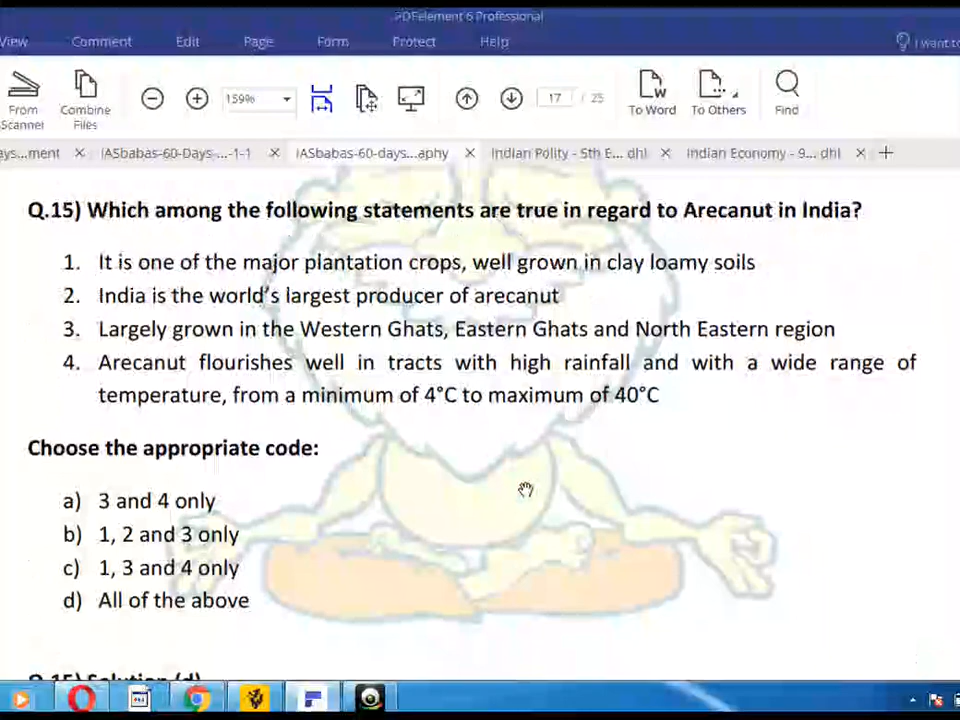 PDFelement 6 Professional
View Comment Edit Page Form Protect Help I want to
From Scanner
Combine Files
159%
17 / 25
To Word
To Others
Find
ays...ment × IASbabas-60-Days-...-1-1 × IASbabas-60-days...aphy × Indian Polity - 5th E... dhl × Indian Economy - 9... dhl × +
Q.15) Which among the following statements are true in regard to Arecanut in India?
1. It is one of the major plantation crops, well grown in clay loamy soils
2. India is the world's largest producer of arecanut
3. Largely grown in the Western Ghats, Eastern Ghats and North Eastern region
4. Arecanut flourishes well in tracts with high rainfall and with a wide range of
temperature, from a minimum of 4°C to maximum of 40°C
Choose the appropriate code:
a) 3 and 4 only
b) 1, 2 and 3 only
c) 1, 3 and 4 only
d) All of the above
Q.15) Solution (d)